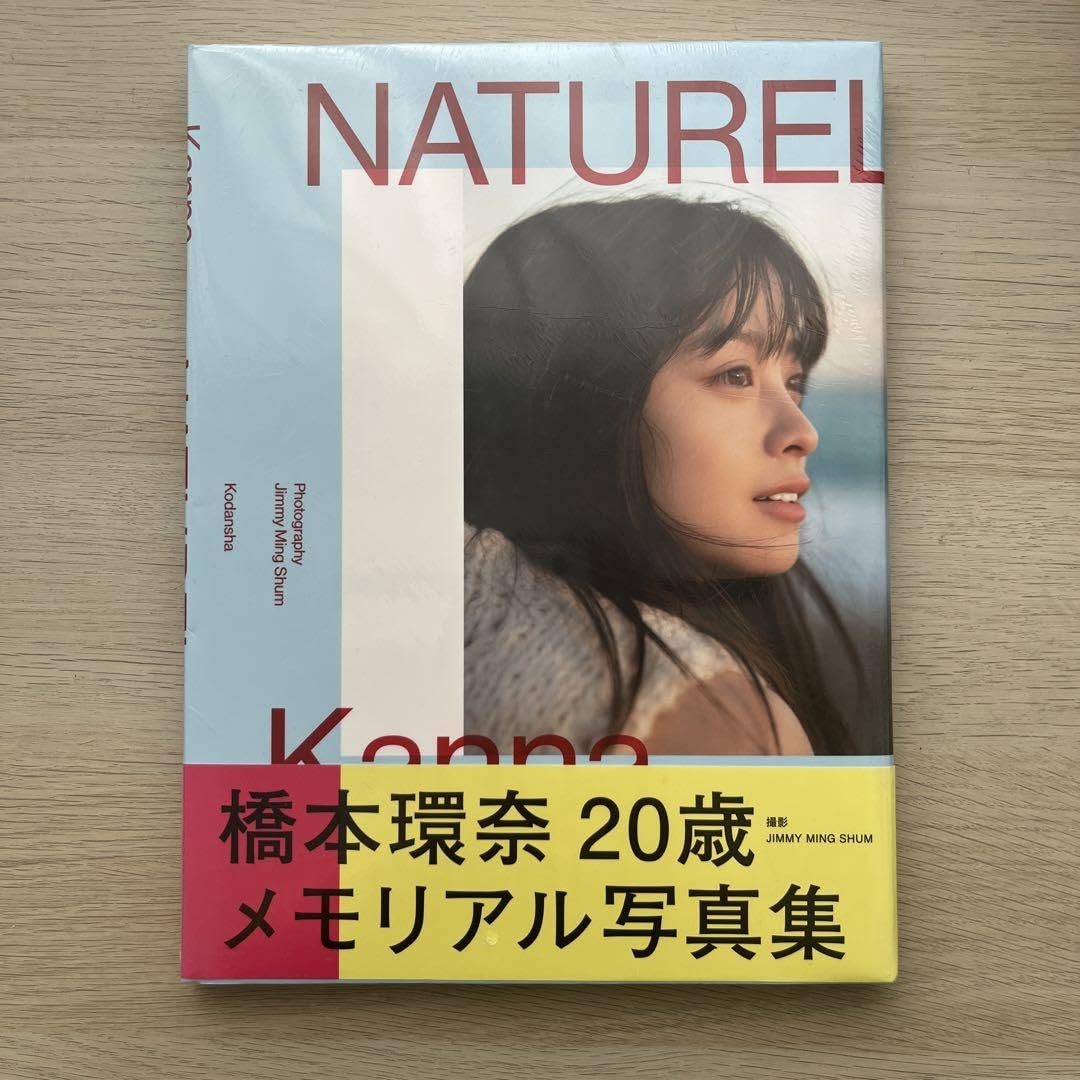 NATUREL
Photography
Jimmy Ming Shum
Kodansha
Kanna
橋本環奈 20歳
撮影
JIMMY MING SHUM
メモリアル写真集